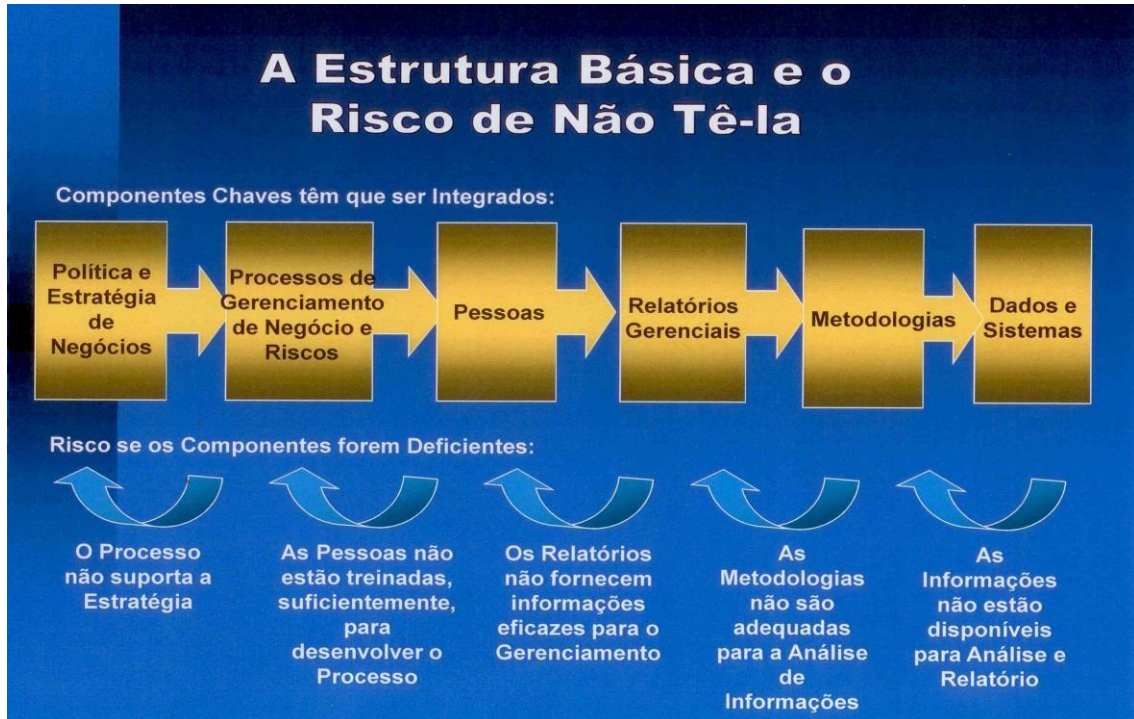 A Estrutura Básica e o
Risco de Não Tê-la
Componentes Chaves têm que ser Integrados:
Política e
Estratégia
de
Negócios
Processos de
Gerenciamento
de Negócio e
Riscos
Pessoas
Relatórios
Gerenciais
Metodologias
Dados e
Sistemas
Risco se os Componentes forem Deficientes:
O Processo
não suporta a
Estratégia
As Pessoas não
estão treinadas,
suficientemente,
para
desenvolver o
Processo
Os Relatórios
não fornecem
informações
eficazes para o
Gerenciamento
As
Metodologias
não são
adequadas
para a Análise
de
Informações
As
Informações
não estão
disponíveis
para Análise e
Relatório